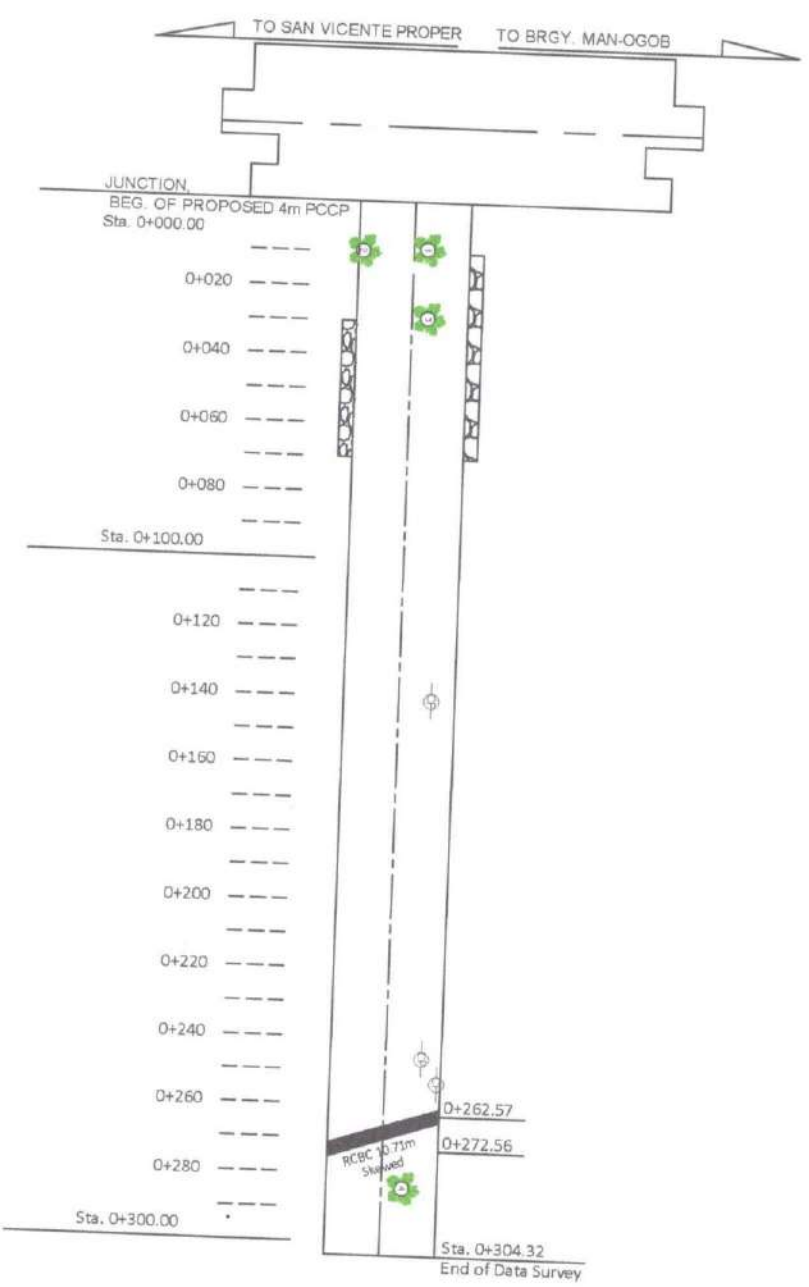 TO SAN VICENTE PROPER
TO BRGY. MAN-OGOB
JUNCTION,
BEG. OF PROPOSED 4m PCCP
Sta. 0+000.00
0+020
0+040
0+060
0+080
Sta. 0+100.00
0+120
0+140
0+160
0+180
0+200
0+220
0+240
0+260
0+262.57
0+272.56
RCBC 10.71m
Skewed
0+280
Sta. 0+300.00
Sta. 0+304.32
End of Data Survey